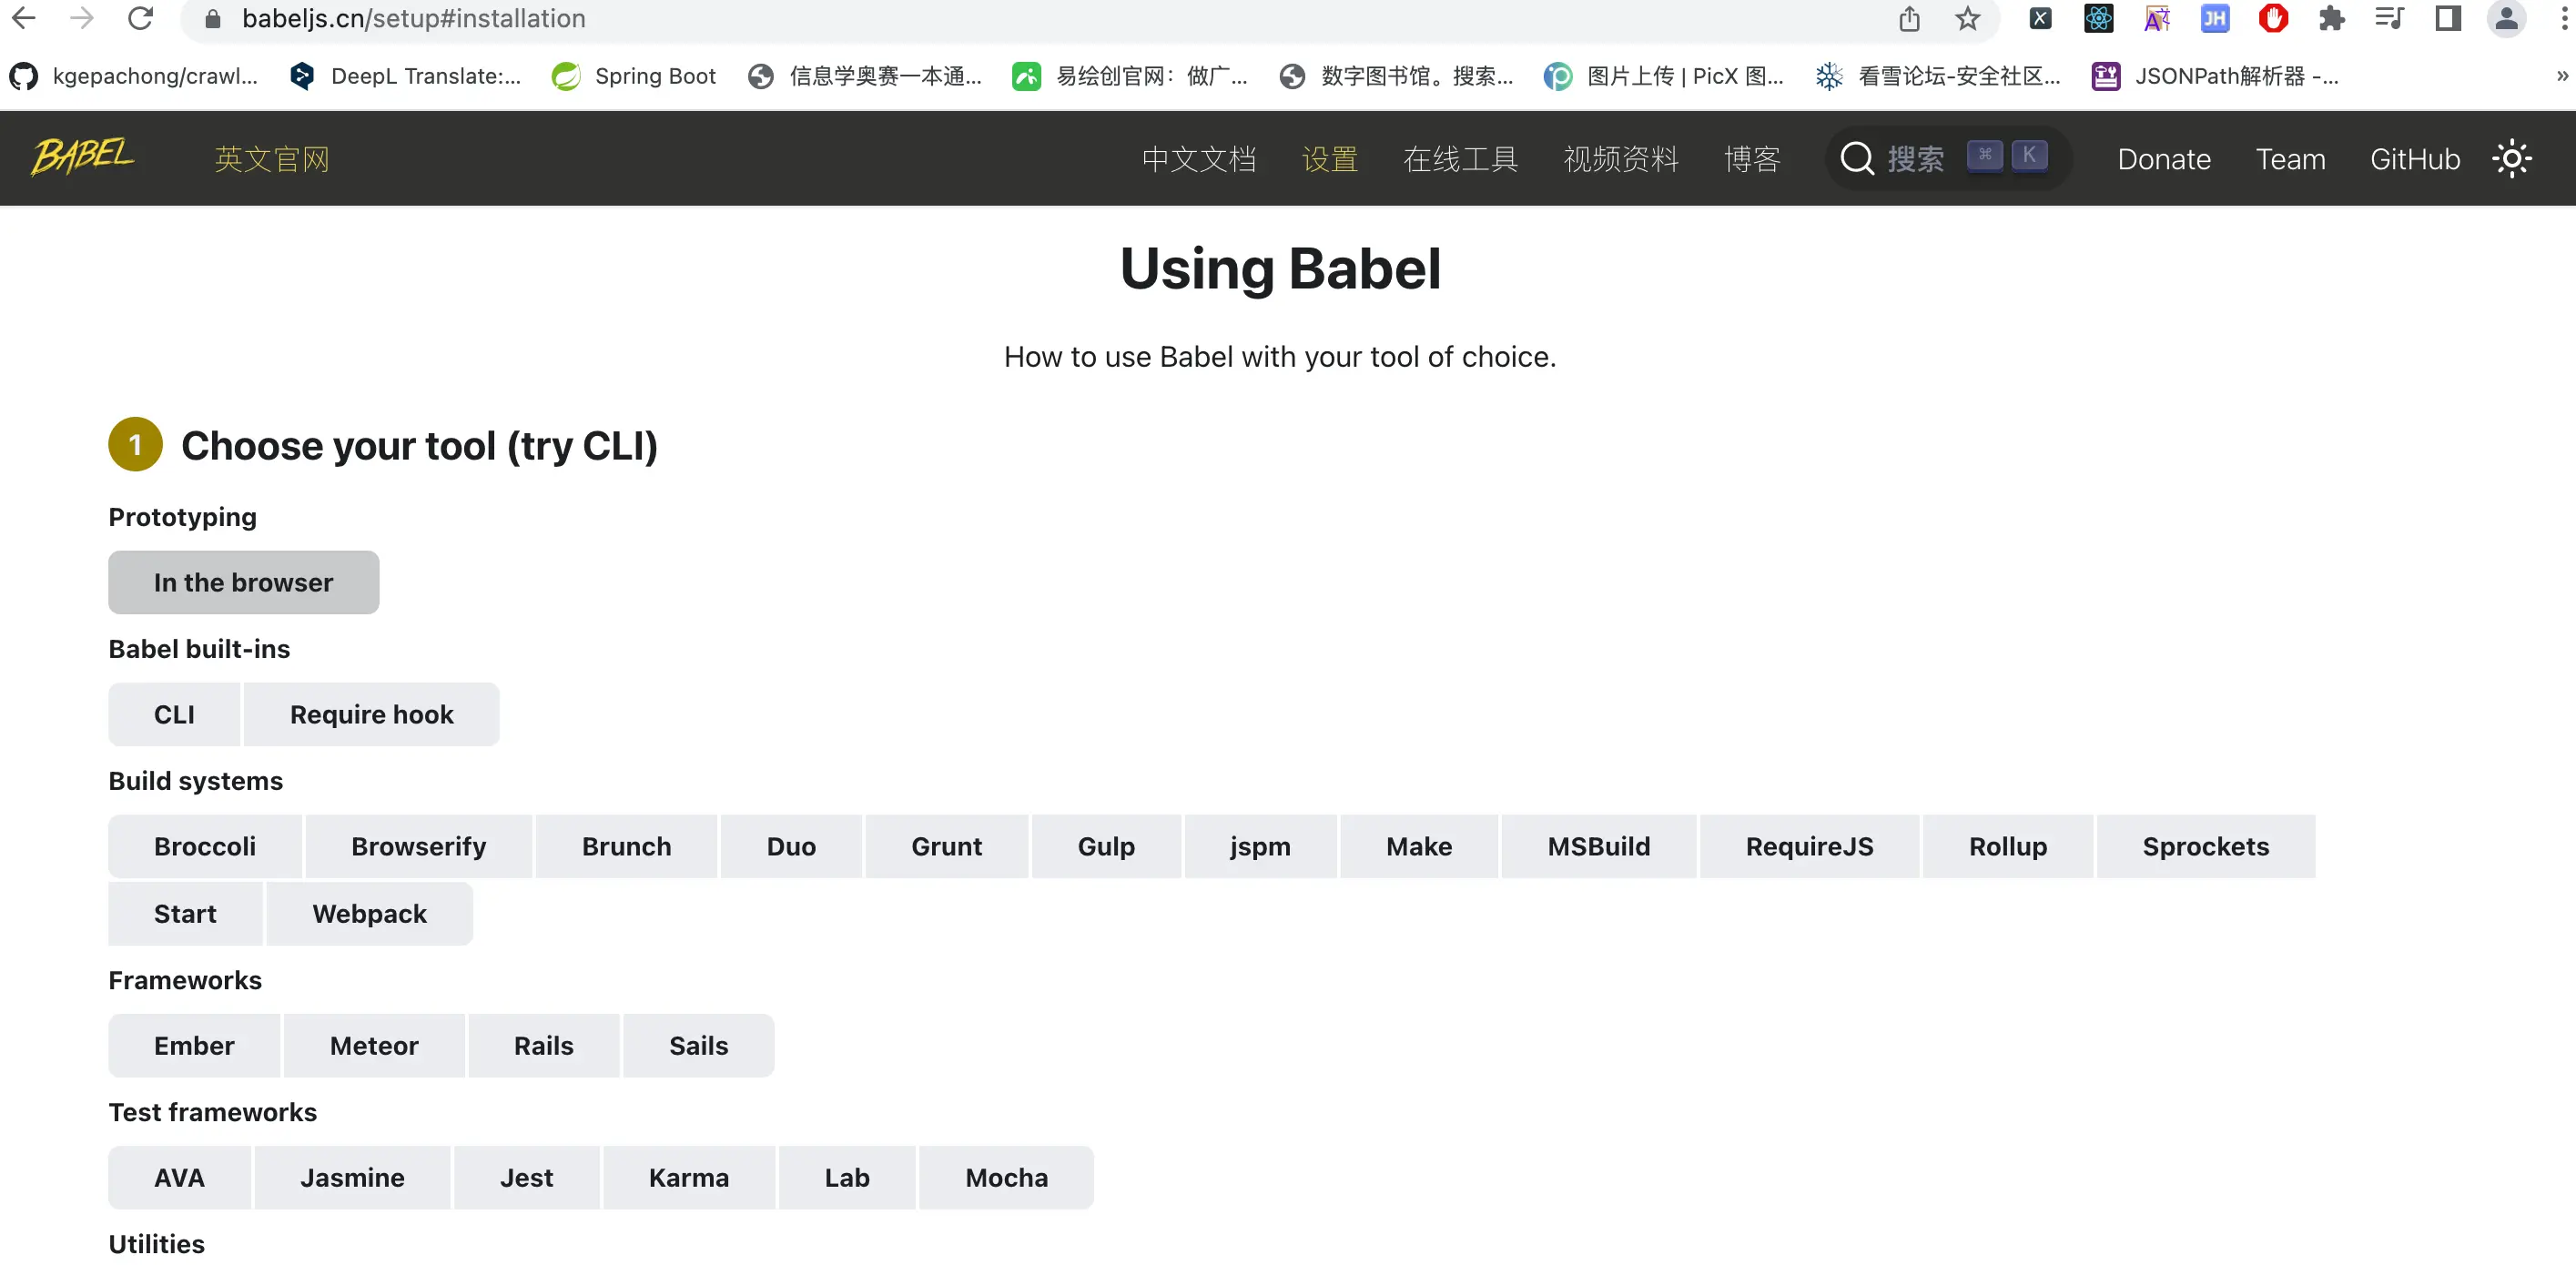 babeljs.cn/setup#installation
kgepachong/crawl... DeepL Translate:... Spring Boot 信息学奥赛一本通... 易绘创官网：做广... 数字图书馆。搜索... 图片上传 | PicX 图... 看雪论坛-安全社区... JSONPath解析器 -... »
BABEL 英文官网 中文文档 设置 在线工具 视频资料 博客 搜索 ⌘ K Donate Team GitHub
Using Babel
How to use Babel with your tool of choice.
1 Choose your tool (try CLI)
Prototyping
In the browser
Babel built-ins
CLI Require hook
Build systems
Broccoli Browserify Brunch Duo Grunt Gulp jspm Make MSBuild RequireJS Rollup Sprockets
Start Webpack
Frameworks
Ember Meteor Rails Sails
Test frameworks
AVA Jasmine Jest Karma Lab Mocha
Utilities